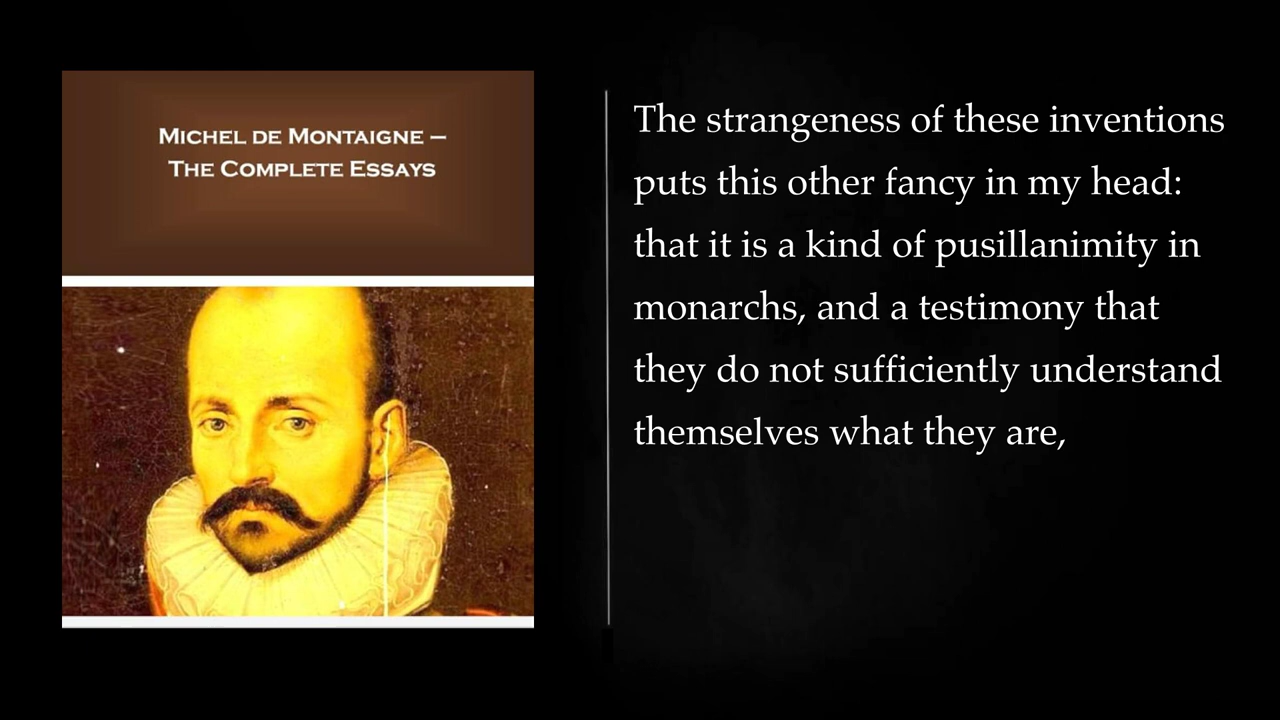 MICHEL DE MONTAIGNE –
THE COMPLETE ESSAYS
The strangeness of these inventions
puts this other fancy in my head:
that it is a kind of pusillanimity in
monarchs, and a testimony that
they do not sufficiently understand
themselves what they are,